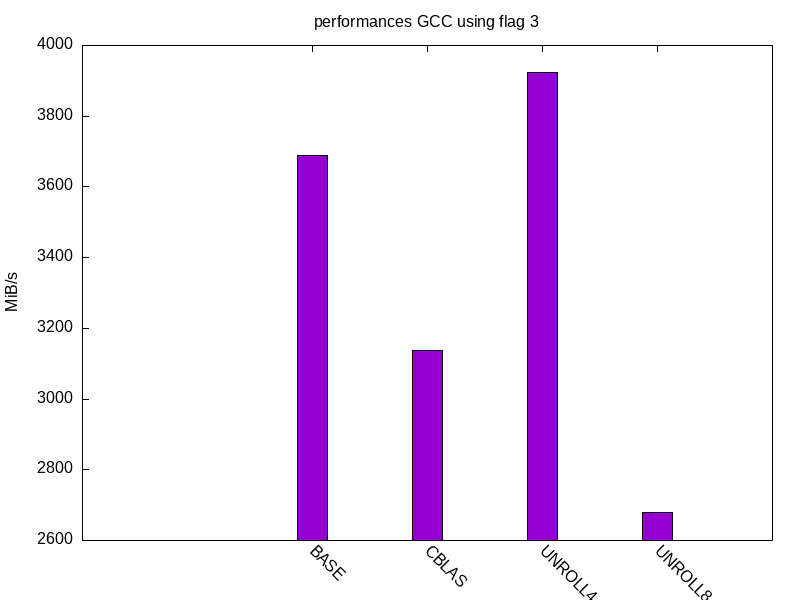 performances GCC using flag 3
4000
3800
3600
3400
3200
3000
2800
2600
MiB/s
BASE
CBLAS
UNROLL4
UNROLL8